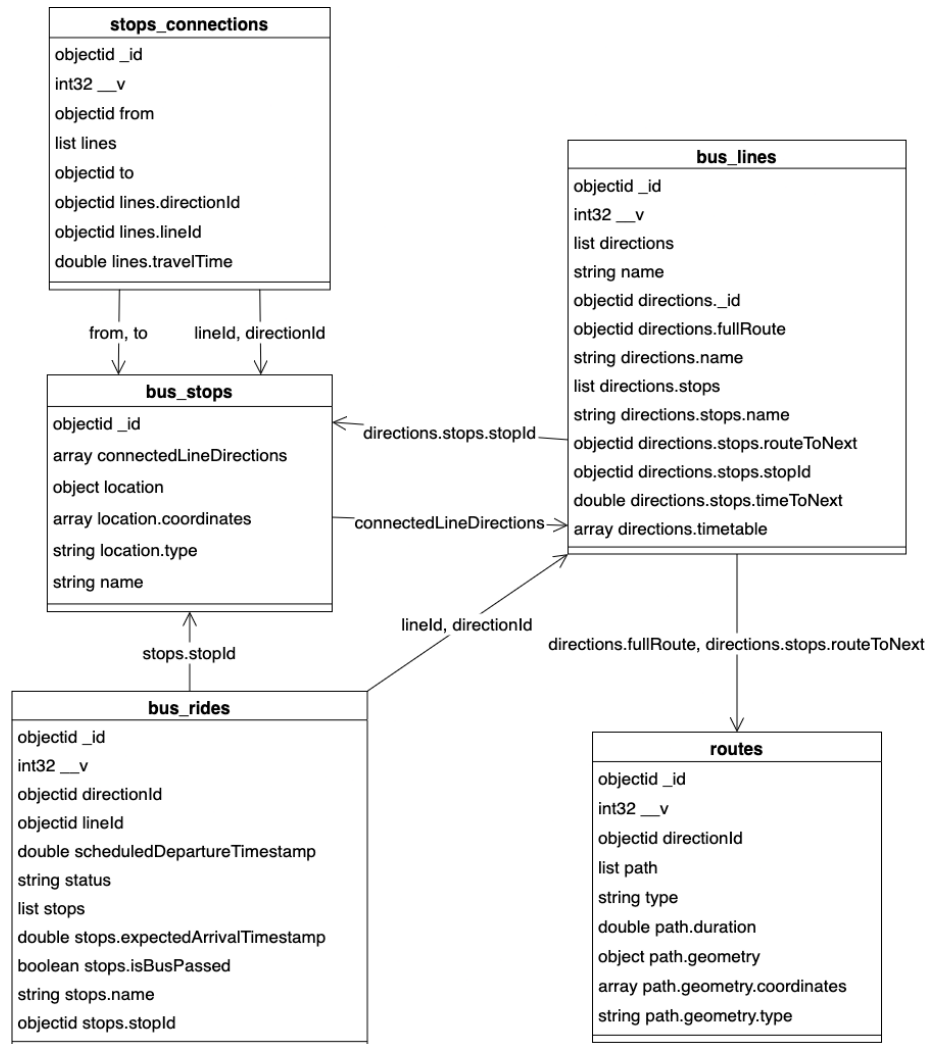 stops_connections
objectid _id
int32 __v
objectid from
list lines
objectid to
objectid lines.directionId
objectid lines.lineId
double lines.travelTime
from, to
lineId, directionId
bus_stops
objectid _id
array connectedLineDirections
object location
array location.coordinates
string location.type
string name
directions.stops.stopId
connectedLineDirections
bus_lines
objectid _id
int32 __v
list directions
string name
objectid directions._id
objectid directions.fullRoute
string directions.name
list directions.stops
string directions.stops.name
objectid directions.stops.routeToNext
objectid directions.stops.stopId
double directions.stops.timeToNext
array directions.timetable
stops.stopId
lineId, directionId
directions.fullRoute, directions.stops.routeToNext
bus_rides
objectid _id
int32 __v
objectid directionId
objectid lineId
double scheduledDepartureTimestamp
string status
list stops
double stops.expectedArrivalTimestamp
boolean stops.isBusPassed
string stops.name
objectid stops.stopId
routes
objectid _id
int32 __v
objectid directionId
list path
string type
double path.duration
object path.geometry
array path.geometry.coordinates
string path.geometry.type